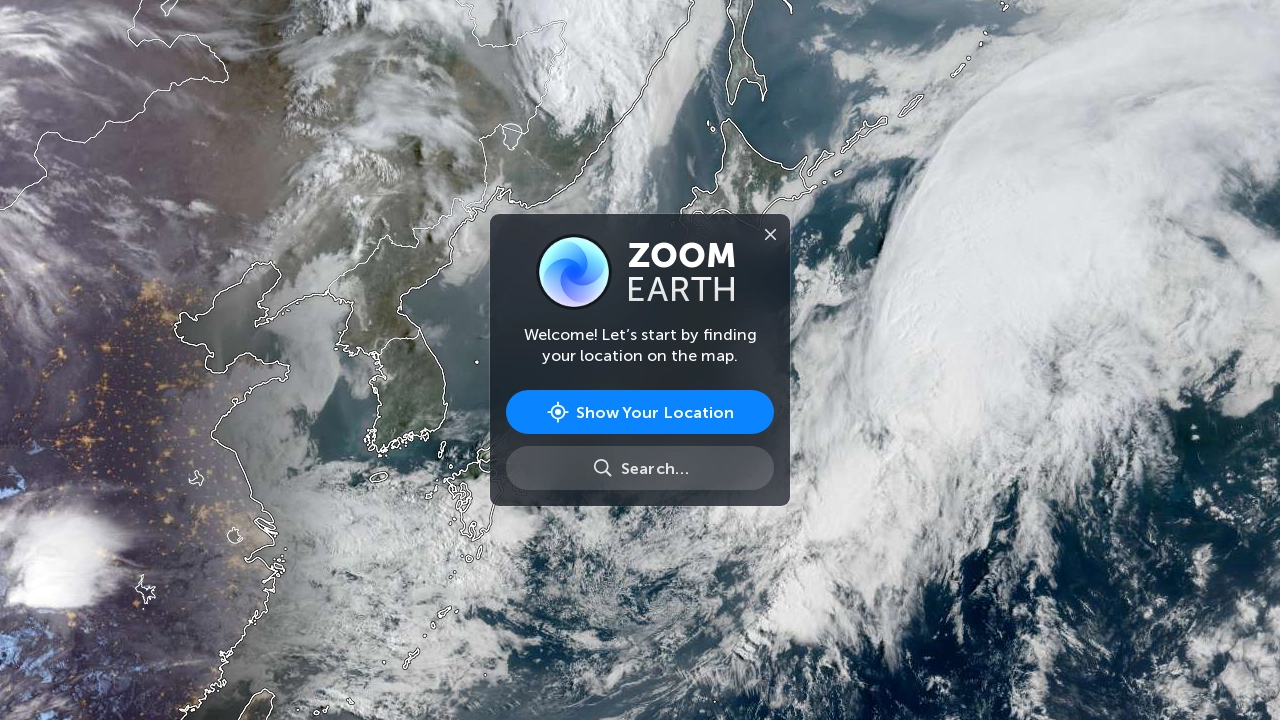 ZOOM
EARTH
Welcome! Let’s start by finding
your location on the map.
Show Your Location
Search...